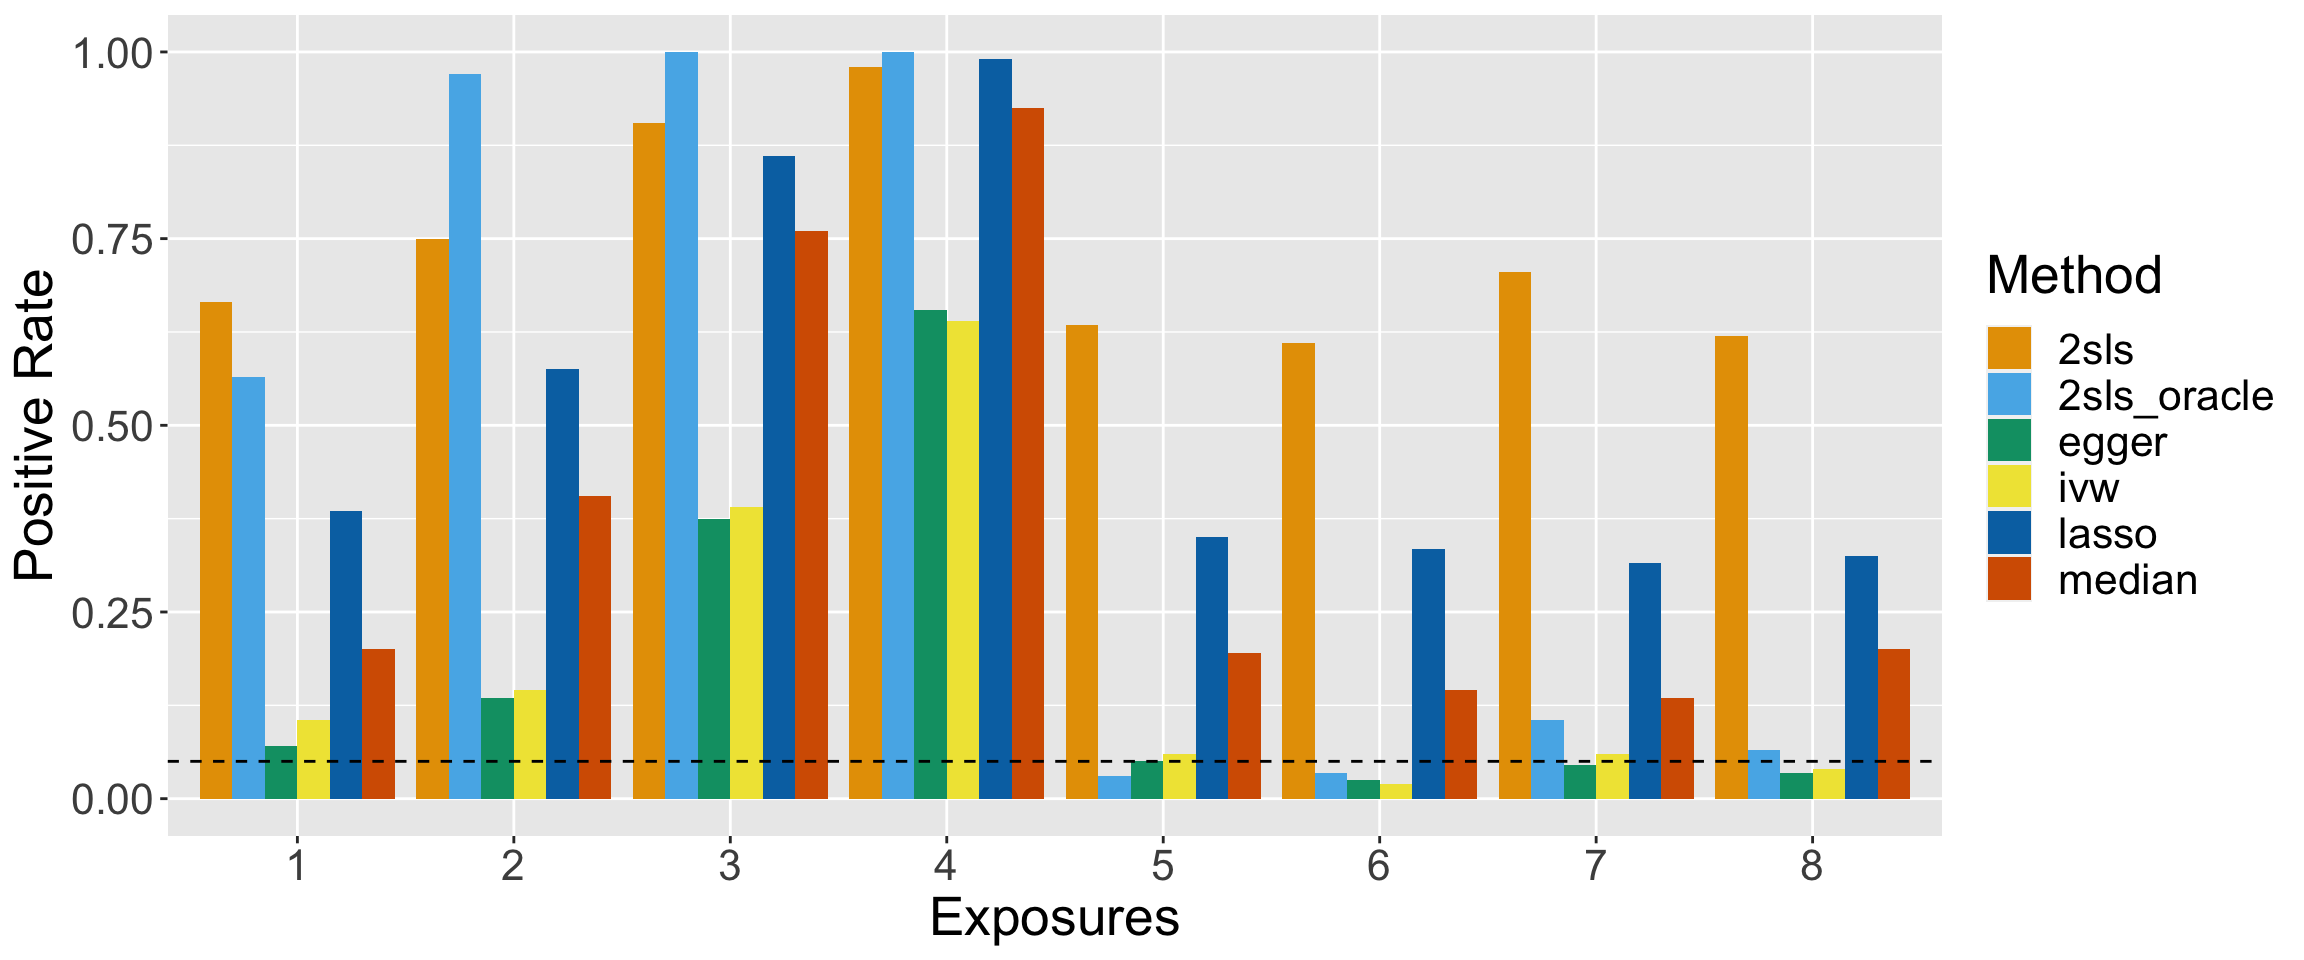 Positive Rate
1.00
0.75
0.50
0.25
0.00
1 2 3 4 5 6 7 8
Exposures
Method
2sls
2sls_oracle
egger
ivw
lasso
median